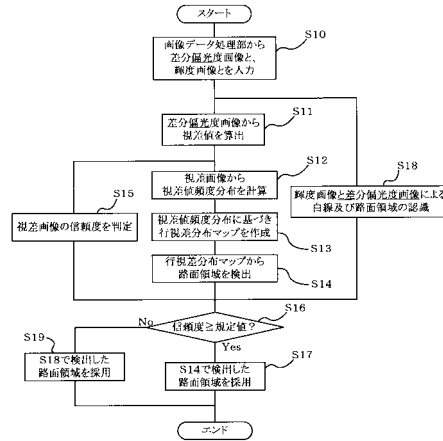 スタート
S10
画像データ処理部から
差分偏光度画像と、
輝度画像とを入力
S11
差分偏光度画像から
視差値を算出
S12
視差画像から
視差値頻度分布を計算
S15
視差画像の信頼度を判定
S18
輝度画像と差分偏光度画像による
白線及び路面領域の認識
視差値頻度分布に基づき
行視差分布マップを作成
S13
行視差分布マップから
路面領域を検出
S14
S16
信頼度≧規定値？
No
Yes
S19
S18で検出した
路面領域を採用
S17
S14で検出した
路面領域を採用
エンド